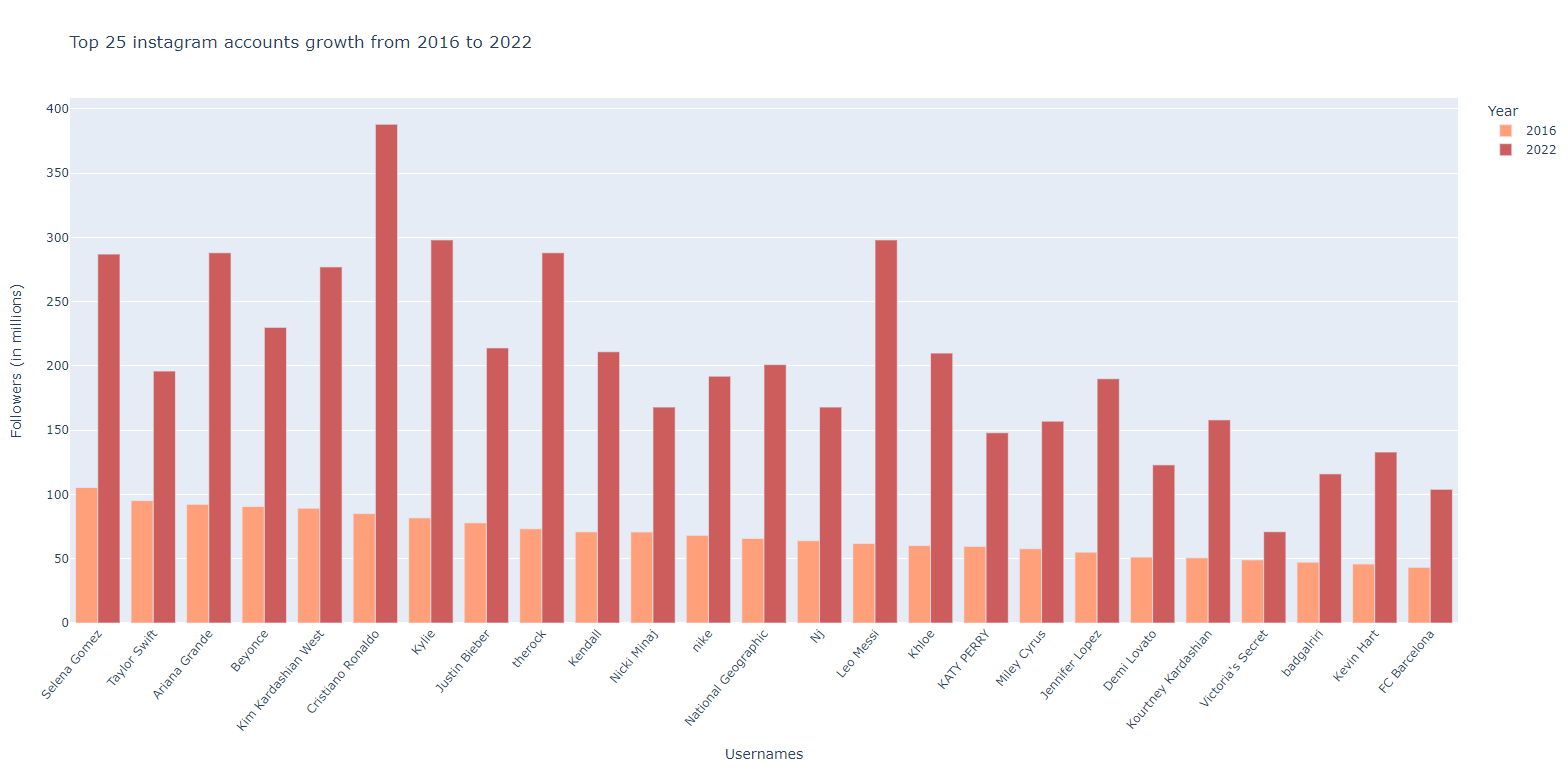 Top 25 instagram accounts growth from 2016 to 2022
Year
2016
2022
Followers (in millions)
400
350
300
250
200
150
100
50
0
Selena Gomez
Taylor Swift
Ariana Grande
Beyonce
Kim Kardashian West
Cristiano Ronaldo
Kylie
Justin Bieber
therock
Kendall
Nicki Minaj
nike
National Geographic
NJ
Leo Messi
Khloe
KATY PERRY
Miley Cyrus
Jennifer Lopez
Demi Lovato
Kourtney Kardashian
Victoria's Secret
badgalriri
Kevin Hart
FC Barcelona
Usernames